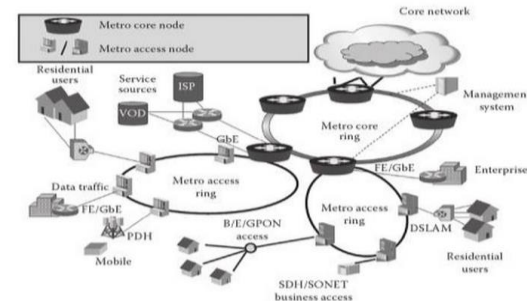 Metro core node
/ Metro access node
Core network
Residential
users
Service
sources
ISP
VOD
GbE
Management
system
Metro core
ring
FE/GbE
Enterprise
Data traffic
Metro access
ring
FE/GbE
PDH
Mobile
B/E/GPON
access
Metro access
ring
DSLAM
Residential
users
SDH/SONET
business access